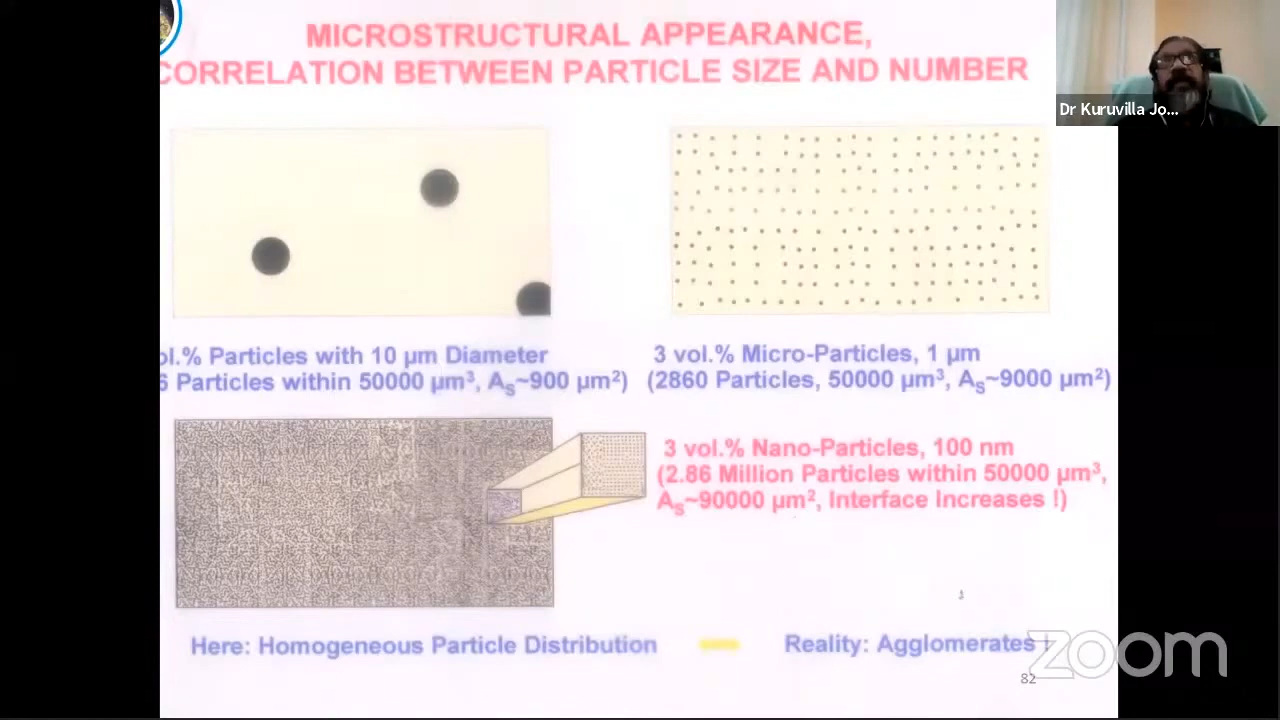 MICROSTRUCTURAL APPEARANCE,
CORRELATION BETWEEN PARTICLE SIZE AND NUMBER
Dr Kuruvilla Jo...
ol.% Particles with 10 µm Diameter
6 Particles within 50000 µm³, Aₛ~900 µm²)
3 vol.% Micro-Particles, 1 µm
(2860 Particles, 50000 µm³, Aₛ~9000 µm²)
3 vol.% Nano-Particles, 100 nm
(2.86 Million Particles within 50000 µm³,
Aₛ~90000 µm², Interface Increases !)
Here: Homogeneous Particle Distribution
Reality: Agglomerates !
zoom
82